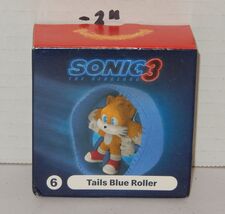 - 2"
SONIC 3
THE HEDGEHOG
6 Tails Blue Roller